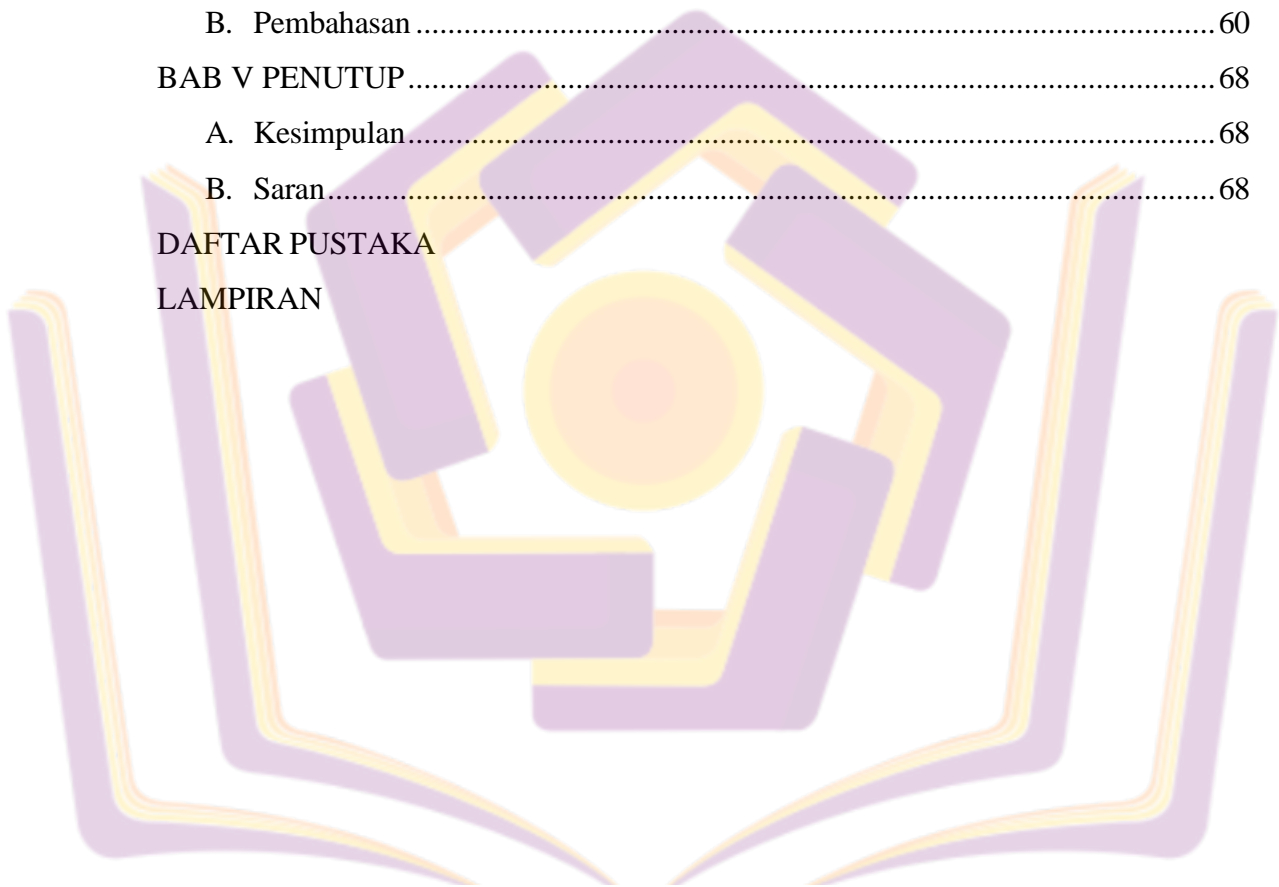 B. Pembahasan ........................................................................................................ 60
BAB V PENUTUP ........................................................................................................ 68
A. Kesimpulan ........................................................................................................ 68
B. Saran ........................................................................................................ 68
DAFTAR PUSTAKA
LAMPIRAN